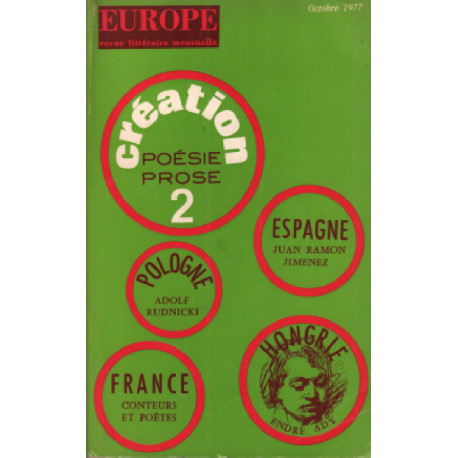 EUROPE
revue littéraire mensuelle
Octobre 1977
création
POÉSIE
PROSE
2
ESPAGNE
JUAN RAMON
JIMENEZ
POLOGNE
ADOLF
RUDNICKI
HONGRIE
ENDRE ADY
FRANCE
CONTEURS
ET POÈTES